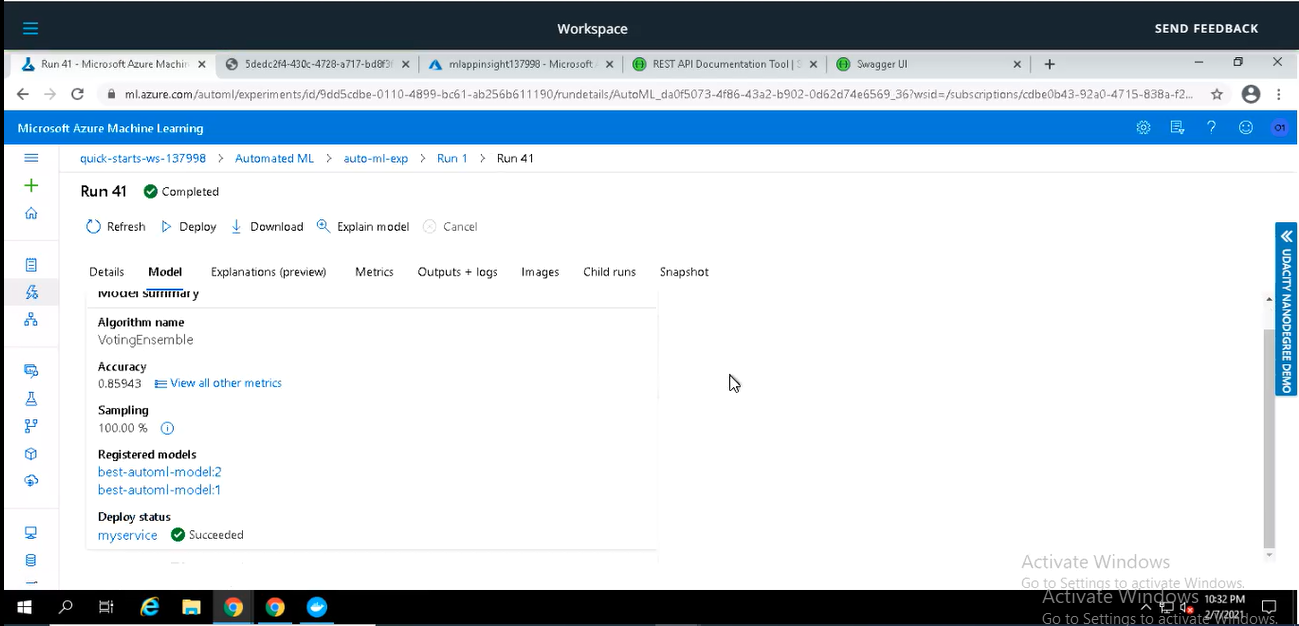 Workspace
SEND FEEDBACK
Run 41 - Microsoft Azure Machin
5dedc2f4-430c-4728-a717-bd8f3
mlappinsight137998 - Microsoft
REST API Documentation Tool | S
Swagger UI
ml.azure.com/automl/experiments/id/9dd5cdbe-0110-4899-bc61-ab256b611190/rundetails/AutoML_da0f5073-4f86-43a2-b902-0d62d74e6569_36?wsid=/subscriptions/cdbe0b43-92a0-4715-838a-f2...
Microsoft Azure Machine Learning
01
quick-starts-ws-137998 > Automated ML > auto-ml-exp > Run 1 > Run 41
Run 41 Completed
Refresh Deploy Download Explain model Cancel
Details Model Explanations (preview) Metrics Outputs + logs Images Child runs Snapshot
Model summary
Algorithm name
VotingEnsemble
Accuracy
0.85943 View all other metrics
Sampling
100.00 %
Registered models
best-automl-model:2
best-automl-model:1
Deploy status
myservice Succeeded
UDACITY NANODEGREE DEMO
Activate Windows
Go to Settings to activate Windows.
Activate Windows
Go to Settings to activate Windows.
10:32 PM
2/7/2021